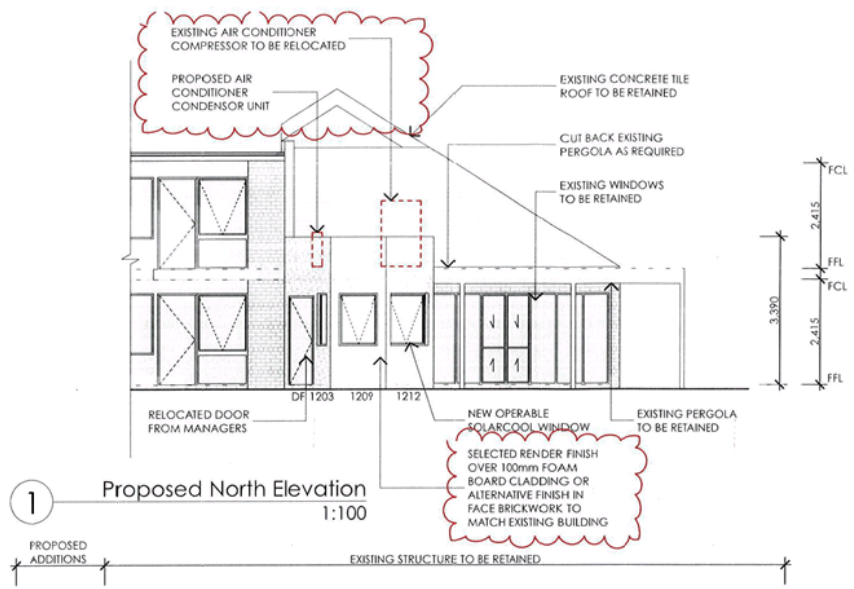 EXISTING AIR CONDITIONER
COMPRESSOR TO BE RELOCATED
PROPOSED AIR
CONDITIONER
CONDENSOR UNIT
EXISTING CONCRETE TILE
ROOF TO BE RETAINED
CUT BACK EXISTING
PERGOLA AS REQUIRED
EXISTING WINDOWS
TO BE RETAINED
FCL
2,415
FFL
FCL
3,390
2,415
FFL
DF 1203 1209 1212
RELOCATED DOOR
FROM MANAGERS
NEW OPERABLE
SOLARCOOL WINDOW
EXISTING PERGOLA
TO BE RETAINED
SELECTED RENDER FINISH
OVER 100mm FOAM
BOARD CLADDING OR
ALTERNATIVE FINISH IN
FACE BRICKWORK TO
MATCH EXISTING BUILDING
1
Proposed North Elevation
1:100
PROPOSED
ADDITIONS
EXISTING STRUCTURE TO BE RETAINED